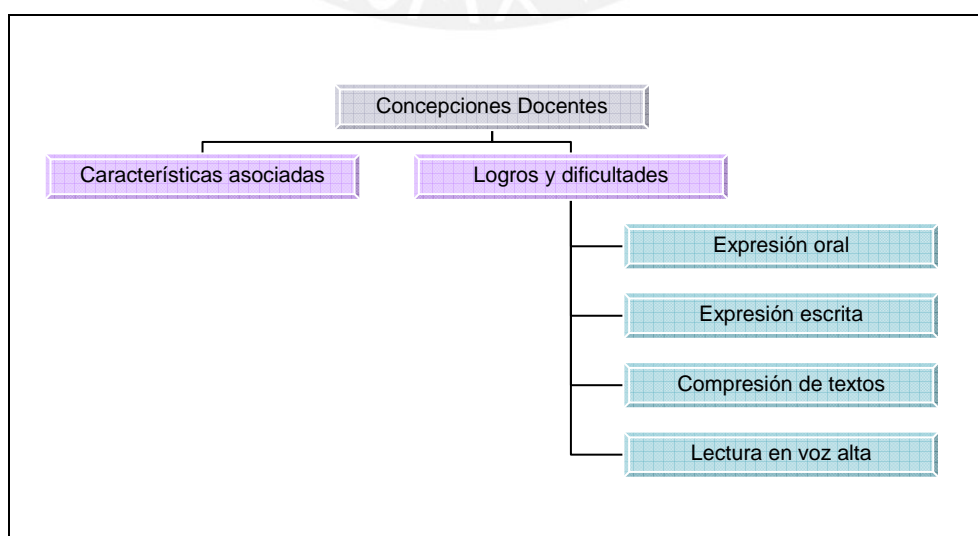 Concepciones Docentes
Características asociadas
Logros y dificultades
Expresión oral
Expresión escrita
Compresión de textos
Lectura en voz alta